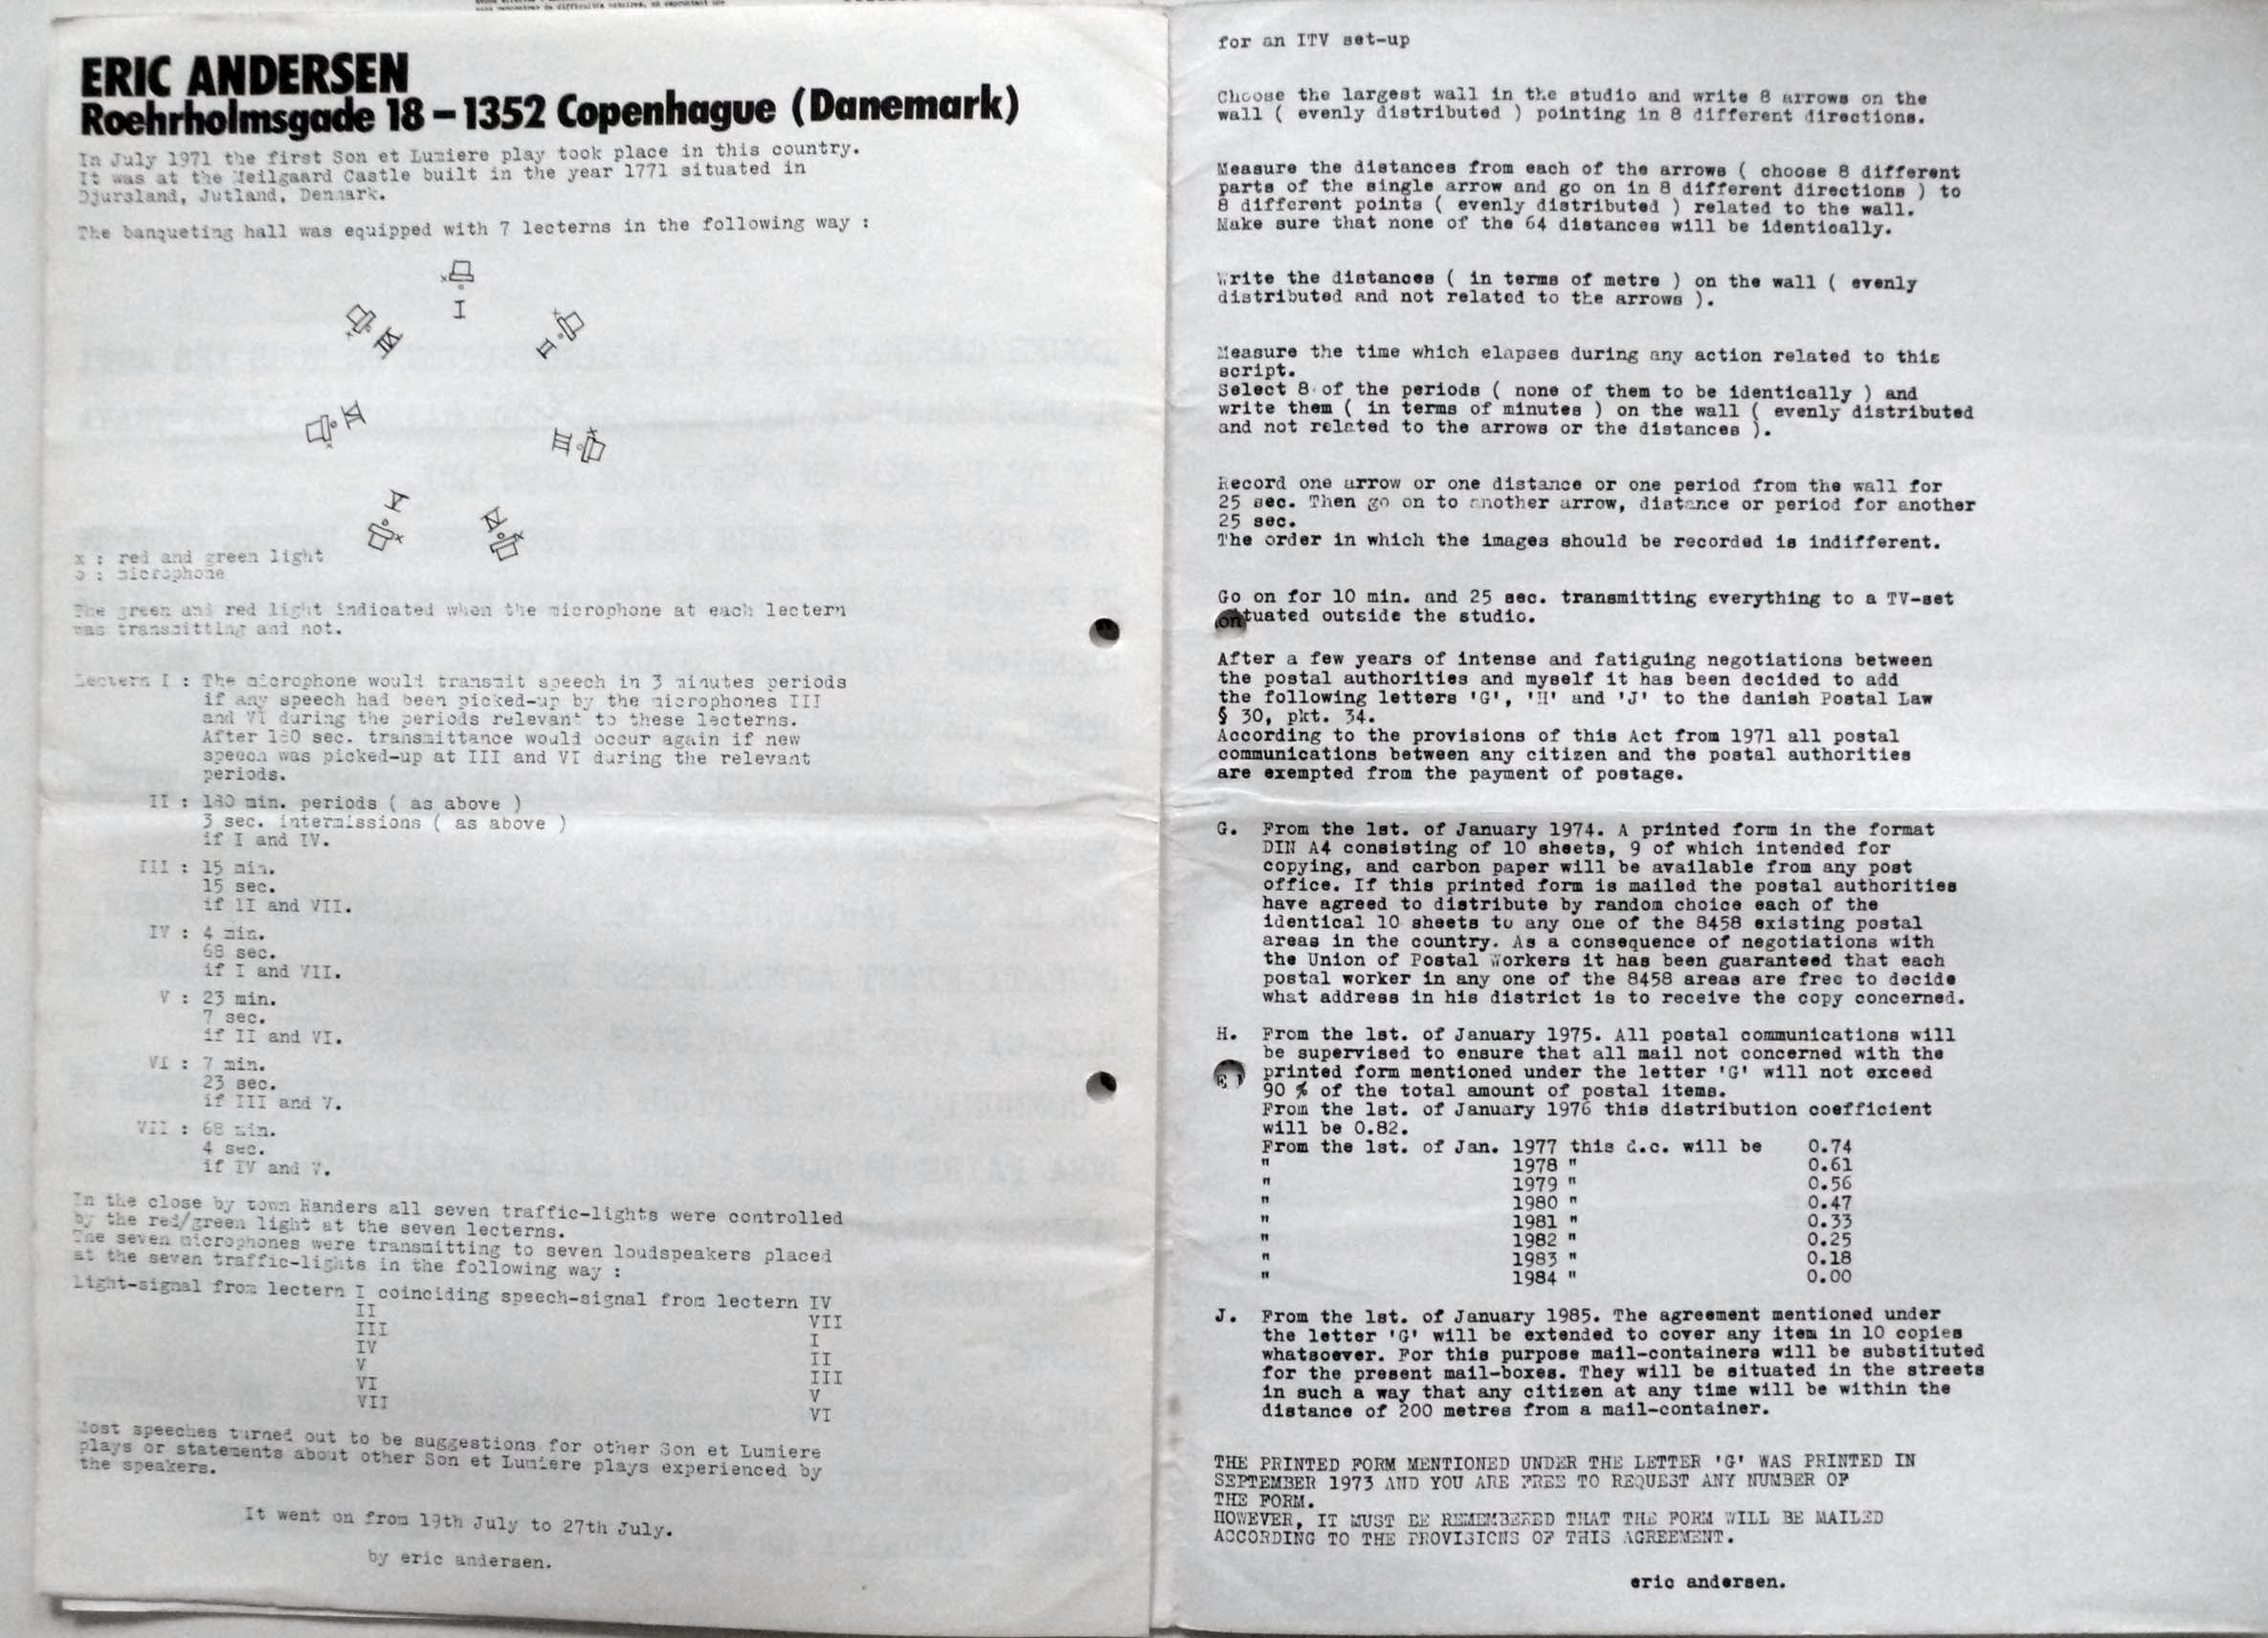 ERIC ANDERSEN
Roehrholmsgade 18 – 1352 Copenhague (Danemark)
In July 1971 the first Son et Lumiere play took place in this country.
It was at the Meilgaard Castle built in the year 1771 situated in
Djursland, Jutland, Denmark.
The banqueting hall was equipped with 7 lecterns in the following way :
I
VII
II
VI
III
V
IV
x : red and green light
o : microphone
The green and red light indicated when the microphone at each lectern
was transmitting and not.
Lectern I : The microphone would transmit speech in 3 minutes periods
if any speech had been picked-up by the microphones III
and VI during the periods relevant to these lecterns.
After 180 sec. transmittance would occur again if new
speech was picked-up at III and VI during the relevant
periods.
II : 180 min. periods ( as above )
3 sec. intermissions ( as above )
if I and IV.
III : 15 min.
15 sec.
if II and VII.
IV : 4 min.
68 sec.
if I and VII.
V : 23 min.
7 sec.
if II and VI.
VI : 7 min.
23 sec.
if III and V.
VII : 68 min.
4 sec.
if IV and V.
In the close by town Randers all seven traffic-lights were controlled
by the red/green light at the seven lecterns.
The seven microphones were transmitting to seven loudspeakers placed
at the seven traffic-lights in the following way :
Light-signal from lectern I coinciding speech-signal from lectern IV
II VII
III I
IV II
V III
VI V
VII VI
Most speeches turned out to be suggestions for other Son et Lumiere
plays or statements about other Son et Lumiere plays experienced by
the speakers.
It went on from 19th July to 27th July.
by eric andersen.
for an ITV set-up
Choose the largest wall in the studio and write 8 arrows on the
wall ( evenly distributed ) pointing in 8 different directions.
Measure the distances from each of the arrows ( choose 8 different
parts of the single arrow and go on in 8 different directions ) to
8 different points ( evenly distributed ) related to the wall.
Make sure that none of the 64 distances will be identically.
Write the distances ( in terms of metre ) on the wall ( evenly
distributed and not related to the arrows ).
Measure the time which elapses during any action related to this
script.
Select 8 of the periods ( none of them to be identically ) and
write them ( in terms of minutes ) on the wall ( evenly distributed
and not related to the arrows or the distances ).
Record one arrow or one distance or one period from the wall for
25 sec. Then go on to another arrow, distance or period for another
25 sec.
The order in which the images should be recorded is indifferent.
Go on for 10 min. and 25 sec. transmitting everything to a TV-set
on tuated outside the studio.
After a few years of intense and fatiguing negotiations between
the postal authorities and myself it has been decided to add
the following letters 'G', 'H' and 'J' to the danish Postal Law
§ 30, pkt. 34.
According to the provisions of this Act from 1971 all postal
communications between any citizen and the postal authorities
are exempted from the payment of postage.
G. From the 1st. of January 1974. A printed form in the format
DIN A4 consisting of 10 sheets, 9 of which intended for
copying, and carbon paper will be available from any post
office. If this printed form is mailed the postal authorities
have agreed to distribute by random choice each of the
identical 10 sheets to any one of the 8458 existing postal
areas in the country. As a consequence of negotiations with
the Union of Postal Workers it has been guaranteed that each
postal worker in any one of the 8458 areas are free to decide
what address in his district is to receive the copy concerned.
H. From the 1st. of January 1975. All postal communications will
be supervised to ensure that all mail not concerned with the
printed form mentioned under the letter 'G' will not exceed
90 % of the total amount of postal items.
From the 1st. of January 1976 this distribution coefficient
will be 0.82.
From the 1st. of Jan. 1977 this d.c. will be 0.74
" 1978 " 0.61
" 1979 " 0.56
" 1980 " 0.47
" 1981 " 0.33
" 1982 " 0.25
" 1983 " 0.18
" 1984 " 0.00
J. From the 1st. of January 1985. The agreement mentioned under
the letter 'G' will be extended to cover any item in 10 copies
whatsoever. For this purpose mail-containers will be substituted
for the present mail-boxes. They will be situated in the streets
in such a way that any citizen at any time will be within the
distance of 200 metres from a mail-container.
THE PRINTED FORM MENTIONED UNDER THE LETTER 'G' WAS PRINTED IN
SEPTEMBER 1973 AND YOU ARE FREE TO REQUEST ANY NUMBER OF
THE FORM.
HOWEVER, IT MUST BE REMEMBERED THAT THE FORM WILL BE MAILED
ACCORDING TO THE PROVISIONS OF THIS AGREEMENT.
eric andersen.